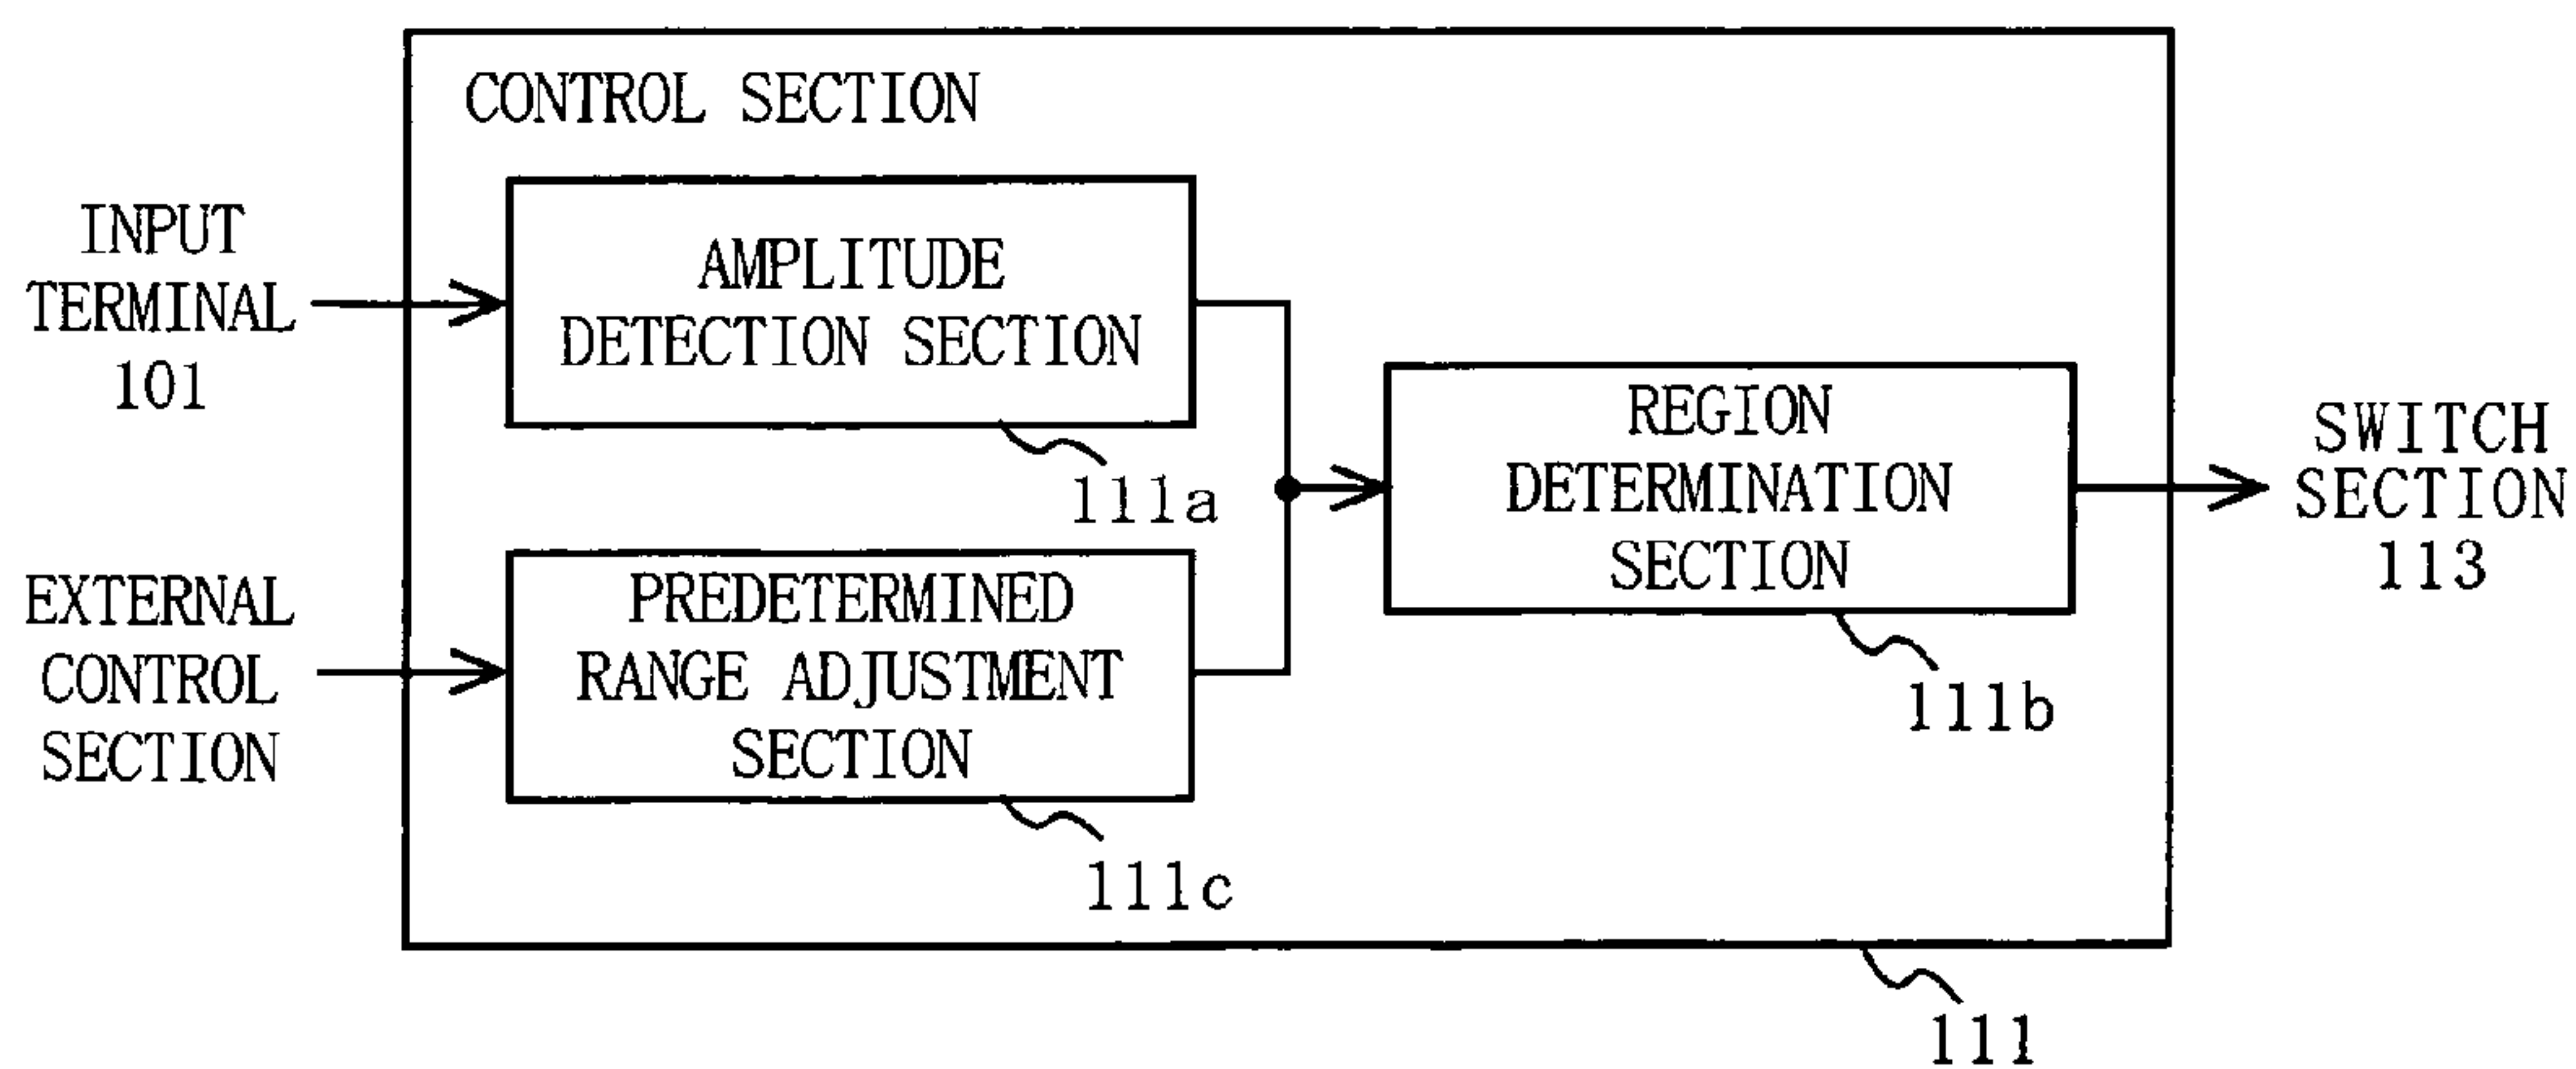 CONTROL SECTION
INPUT
TERMINAL
101
AMPLITUDE
DETECTION SECTION
111a
EXTERNAL
CONTROL
SECTION
PREDETERMINED
RANGE ADJUSTMENT
SECTION
111c
REGION
DETERMINATION
SECTION
111b
SWITCH
SECTION
113
111